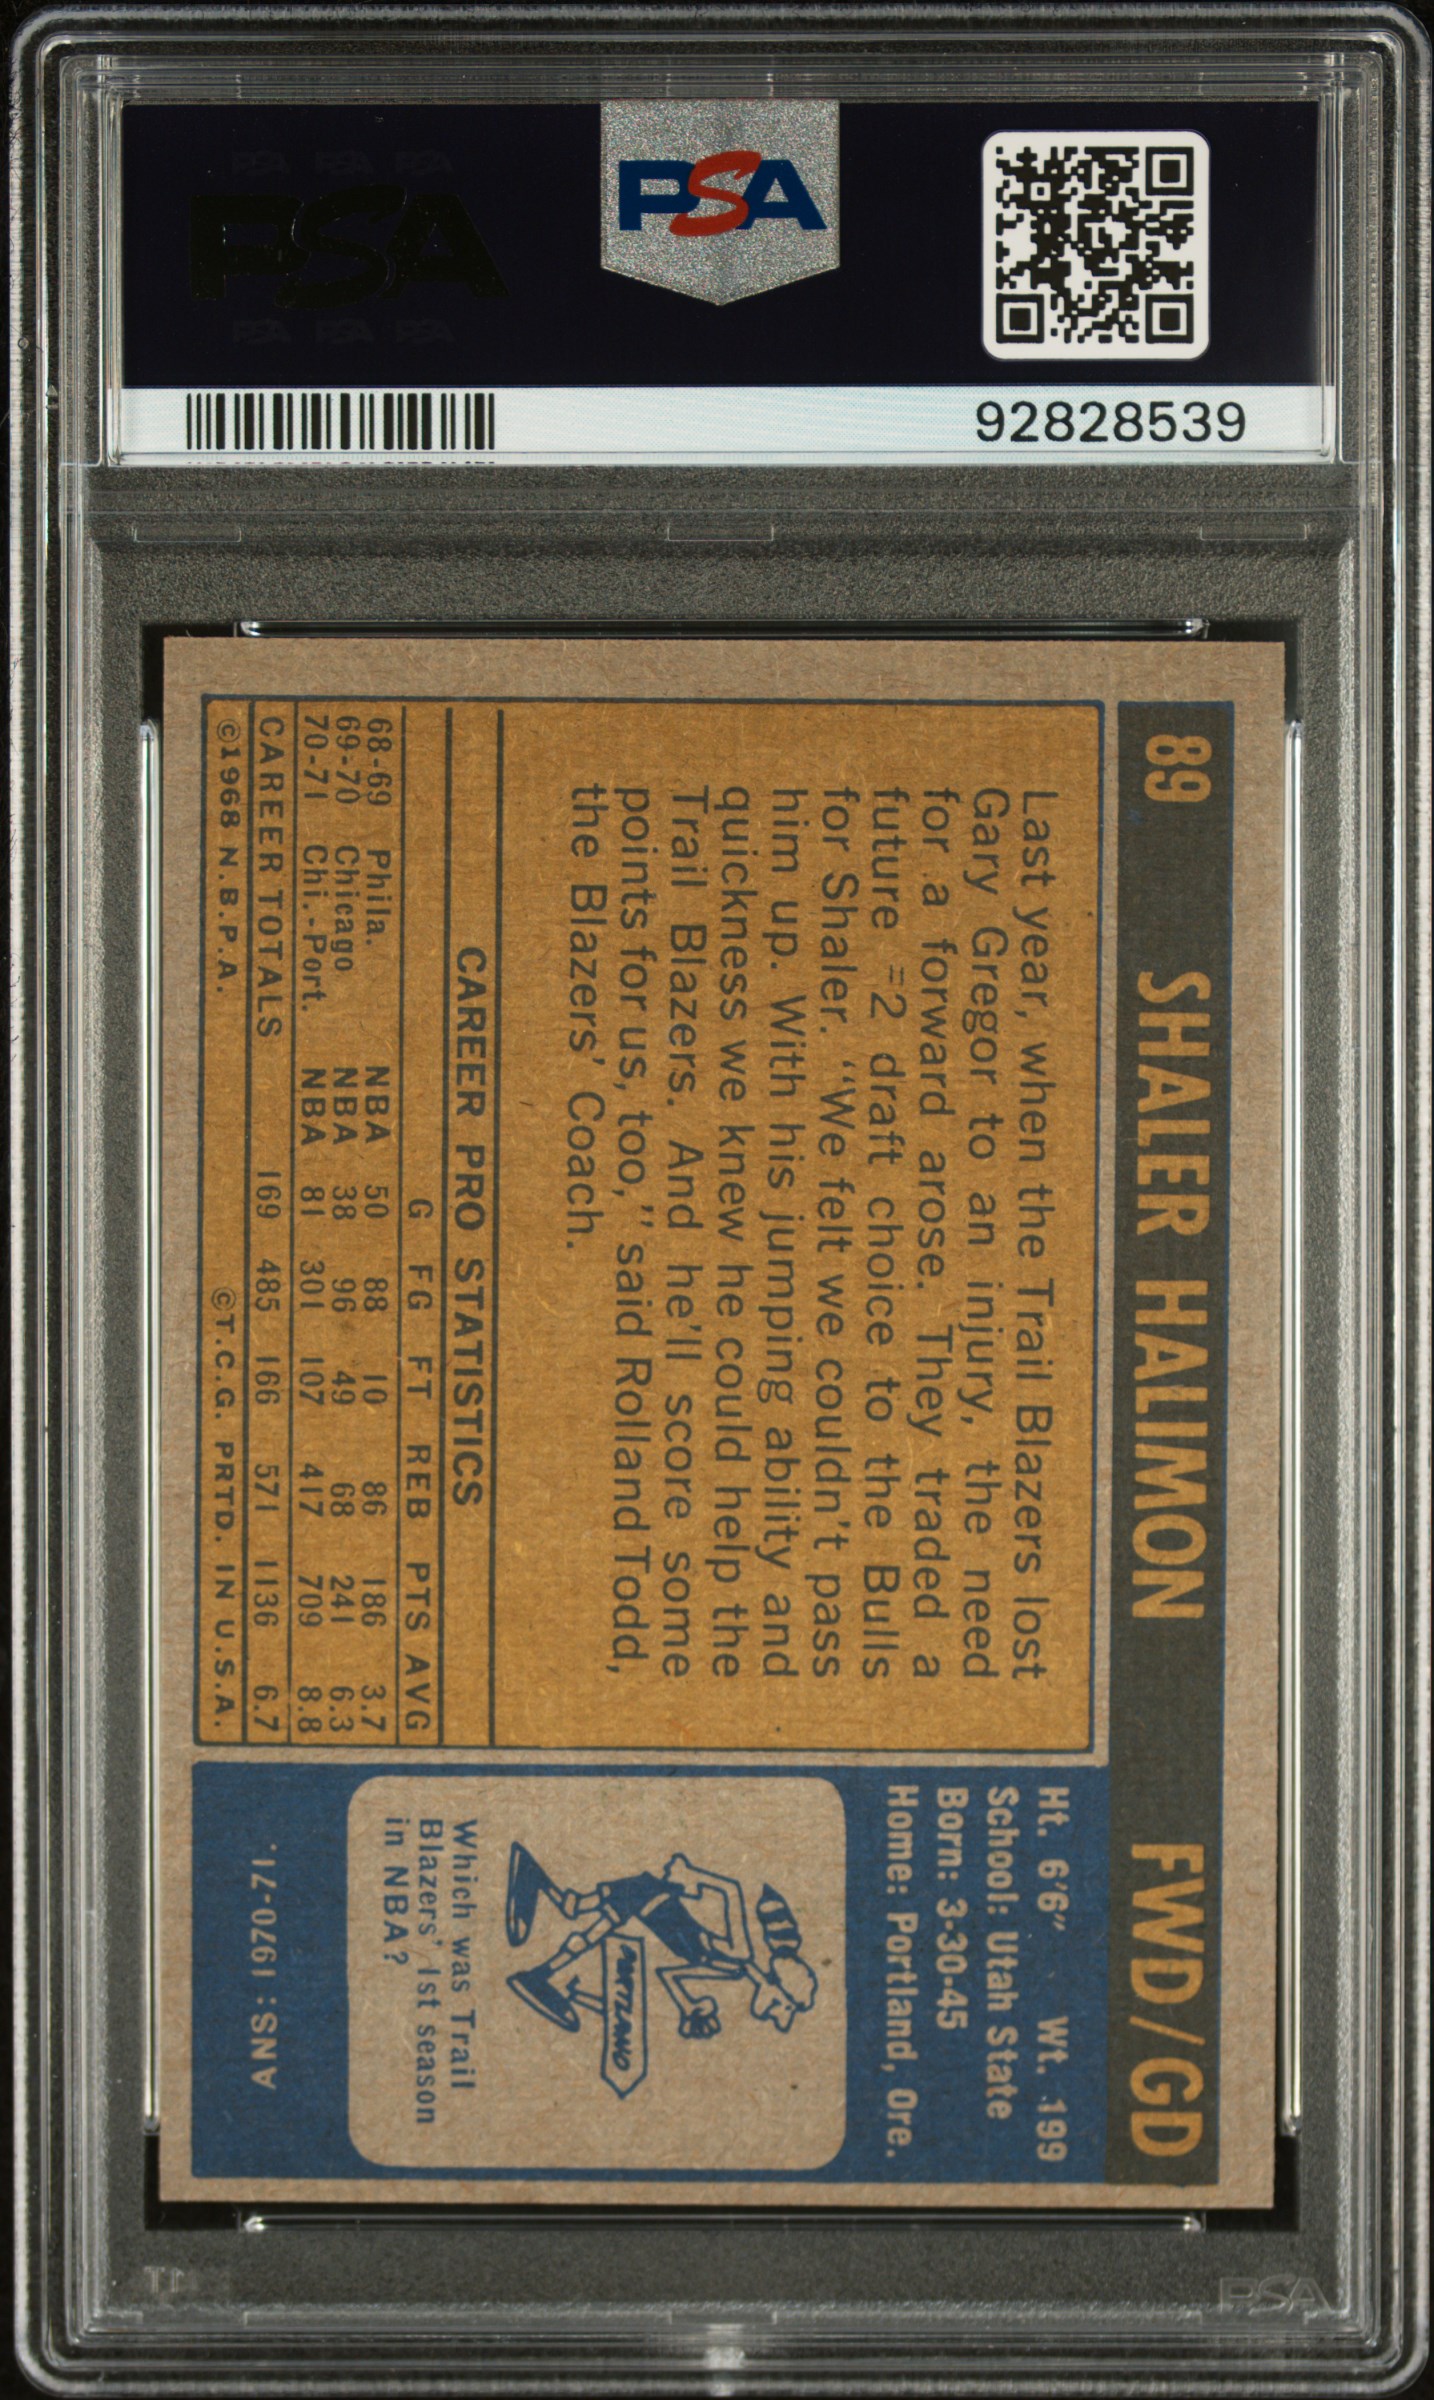 PSA PSA PSA
PSA
PSA PSA PSA
PSA
92828539
89 SHALER HALIMON FWD/GD
Last year, when the Trail Blazers lost
Gary Gregor to an injury, the need
for a forward arose. They traded a
future =2 draft choice to the Bulls
for Shaler. "We felt we couldn't pass
him up. With his jumping ability and
quickness we knew he could help the
Trail Blazers. And he'll score some
points for us, too," said Rolland Todd,
the Blazers' Coach.
CAREER PRO STATISTICS
G FG FT REB PTS AVG
68-69 Phila. NBA 50 88 10 86 186 3.7
69-70 Chicago NBA 38 96 49 68 241 6.3
70-71 Chi.-Port. NBA 81 301 107 417 709 8.8
CAREER TOTALS 169 485 166 571 1136 6.7
©1968 N.B.P.A. ©T.C.G. PRTD. IN U.S.A.
Ht. 6'6" Wt. 199
School: Utah State
Born: 3-30-45
Home: Portland, Ore.
PORTLAND
Which was Trail
Blazers' 1st season
in NBA?
ANS: 1970-71.
PSA